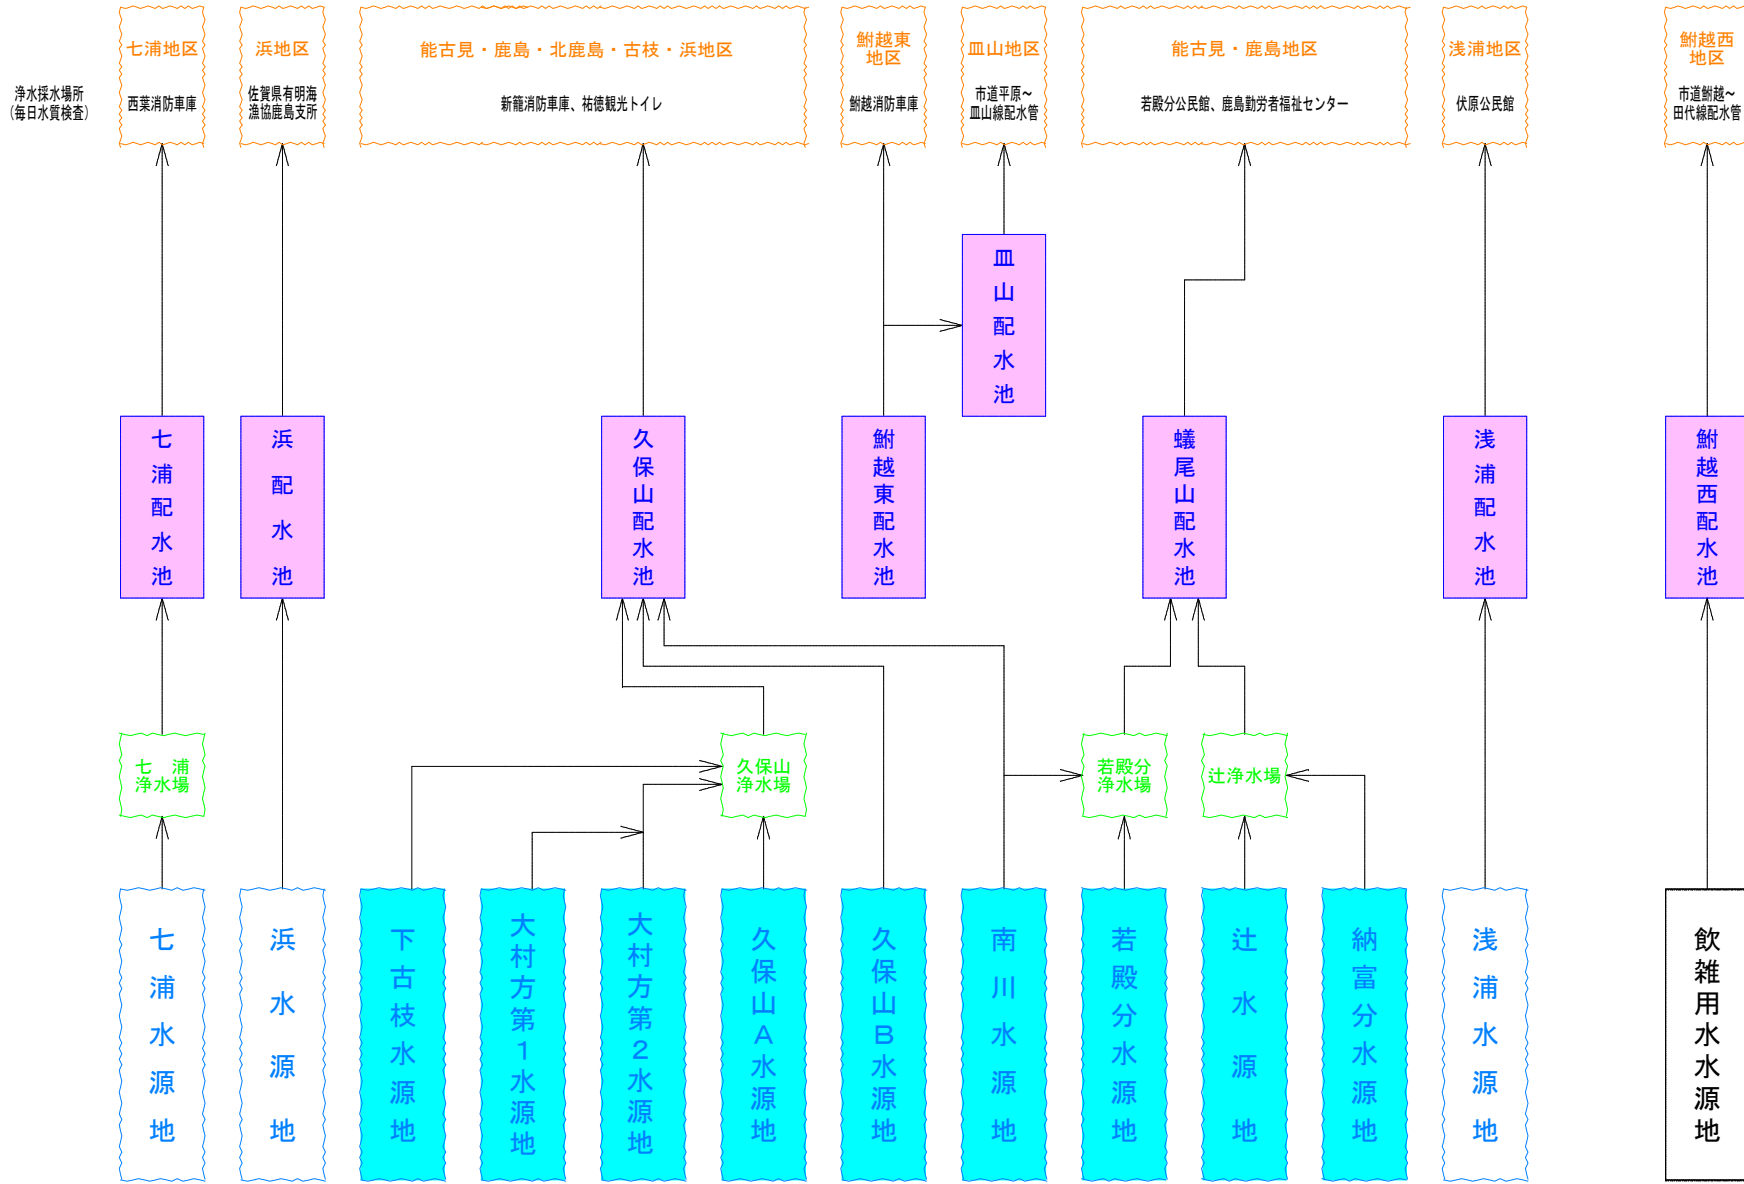 七浦地区
浜地区
能古見・鹿島・北鹿島・古枝・浜地区
鮒越東
地区
皿山地区
能古見・鹿島地区
浅浦地区
鮒越西
地区
浄水採水場所
(毎日水質検査)
西葉消防車庫
佐賀県有明海
漁協鹿島支所
新籠消防車庫、祐徳観光トイレ
鮒越消防車庫
市道平原～
皿山線配水管
若殿分公民館、鹿島勤労者福祉センター
伏原公民館
市道鮒越～
田代線配水管
皿山配水池
七浦配水池
浜配水池
久保山配水池
鮒越東配水池
蟻尾山配水池
浅浦配水池
鮒越西配水池
七　浦
浄水場
久保山
浄水場
若殿分
浄水場
辻浄水場
七浦水源地
浜水源地
下古枝水源地
大村方第１水源地
大村方第２水源地
久保山Ａ水源地
久保山Ｂ水源地
南川水源地
若殿分水源地
辻水源地
納富分水源地
浅浦水源地
飲雑用水水源地